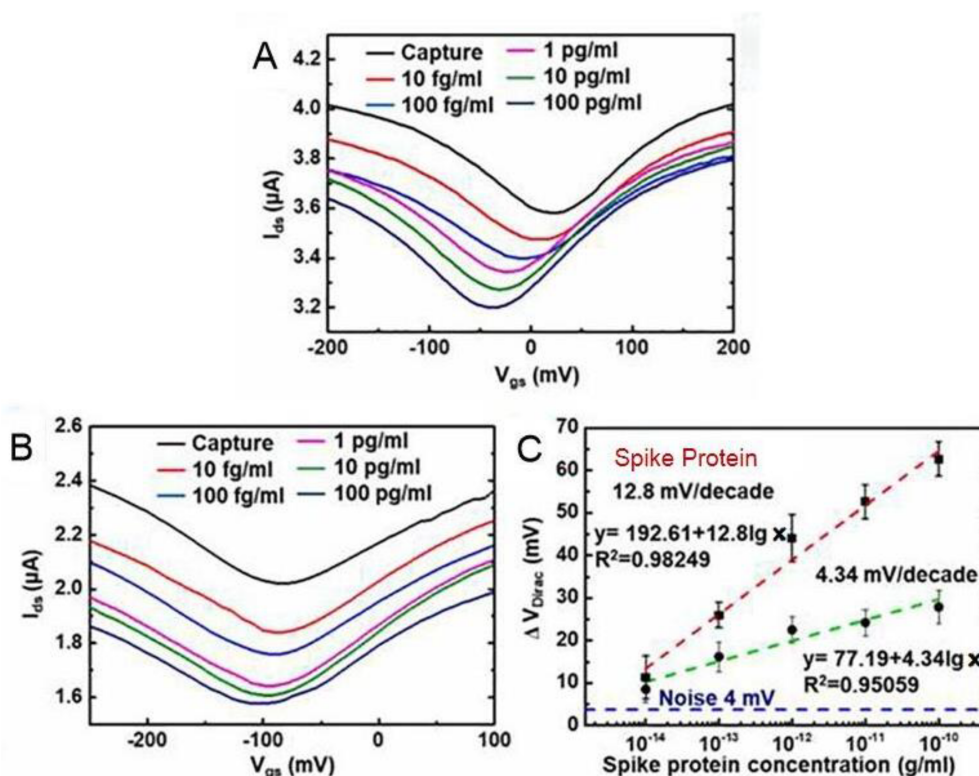 A
Capture
10 fg/ml
100 fg/ml
1 pg/ml
10 pg/ml
100 pg/ml
4.2
4.0
3.8
3.6
3.4
3.2
I_ds (µA)
-200 -100 0 100 200
V_gs (mV)
B
Capture
10 fg/ml
100 fg/ml
1 pg/ml
10 pg/ml
100 pg/ml
2.6
2.4
2.2
2.0
1.8
1.6
I_ds (µA)
-200 -100 0 100
V_gs (mV)
C
Spike Protein
12.8 mV/decade
y= 192.61+12.8lg x
R²=0.98249
4.34 mV/decade
y= 77.19+4.34lg x
R²=0.95059
Noise 4 mV
70
60
50
40
30
20
10
0
Δ V_Dirac (mV)
10⁻¹⁴ 10⁻¹³ 10⁻¹² 10⁻¹¹ 10⁻¹⁰
Spike protein concentration (g/ml)